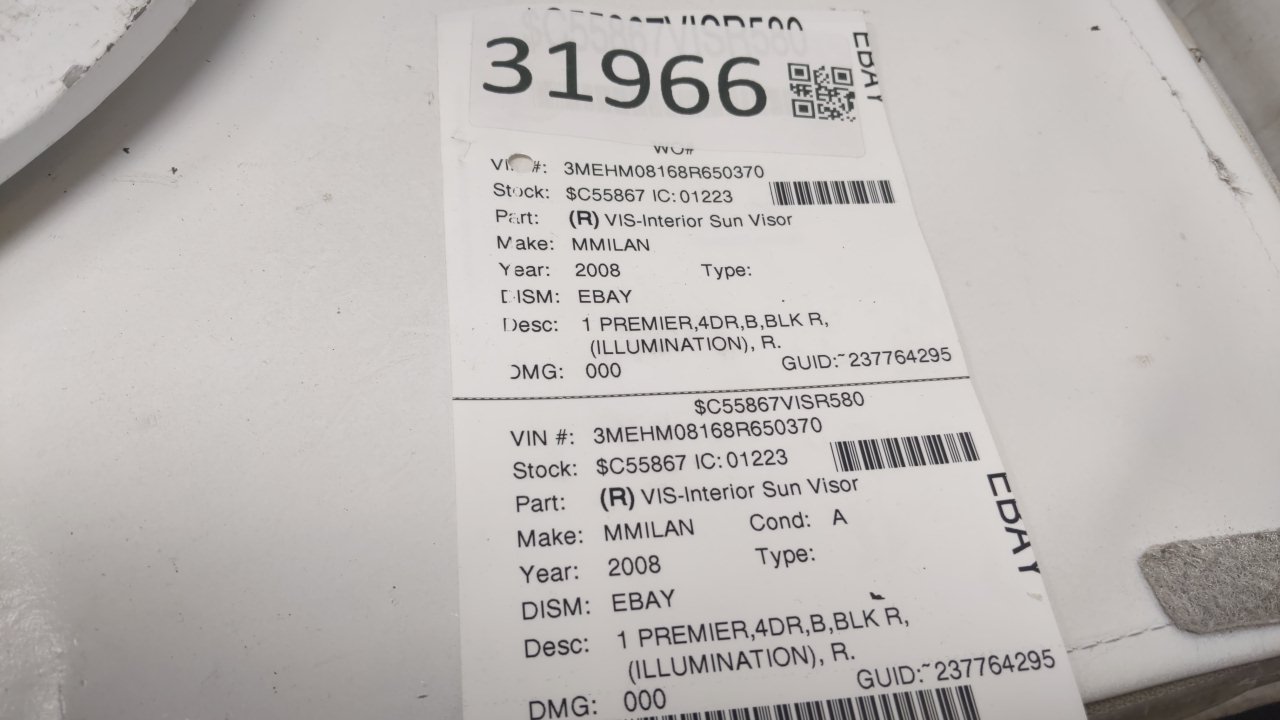 31966
EBAY
WO#
VIN #: 3MEHM08168R650370
Stock: $C55867 IC: 01223
Part: (R) VIS-Interior Sun Visor
Make: MMILAN
Year: 2008 Type:
DISM: EBAY
Desc: 1 PREMIER,4DR,B,BLK R,
(ILLUMINATION), R.
DMG: 000 GUID:~237764295
$C55867VISR580
VIN #: 3MEHM08168R650370
Stock: $C55867 IC: 01223
Part: (R) VIS-Interior Sun Visor
Make: MMILAN Cond: A
Year: 2008 Type:
DISM: EBAY
EBAY
Desc: 1 PREMIER,4DR,B,BLK R,
(ILLUMINATION), R.
DMG: 000 GUID:~237764295